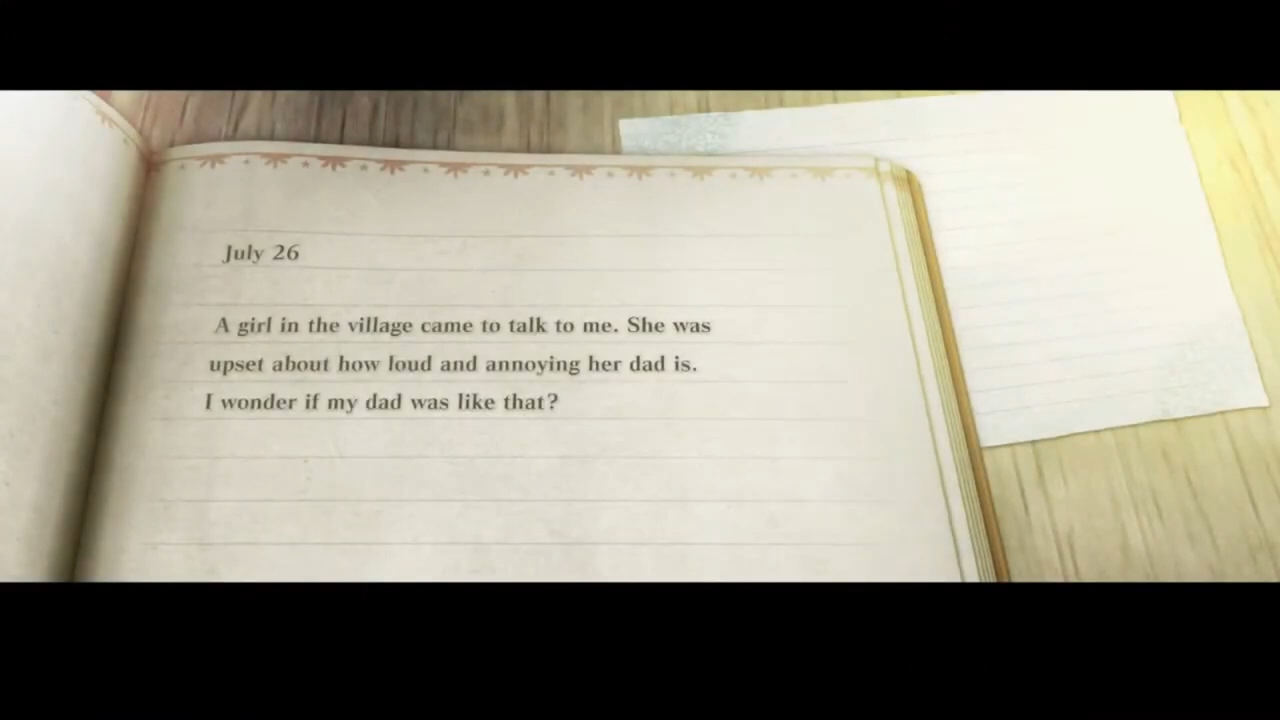 July 26
A girl in the village came to talk to me. She was
upset about how loud and annoying her dad is.
I wonder if my dad was like that?